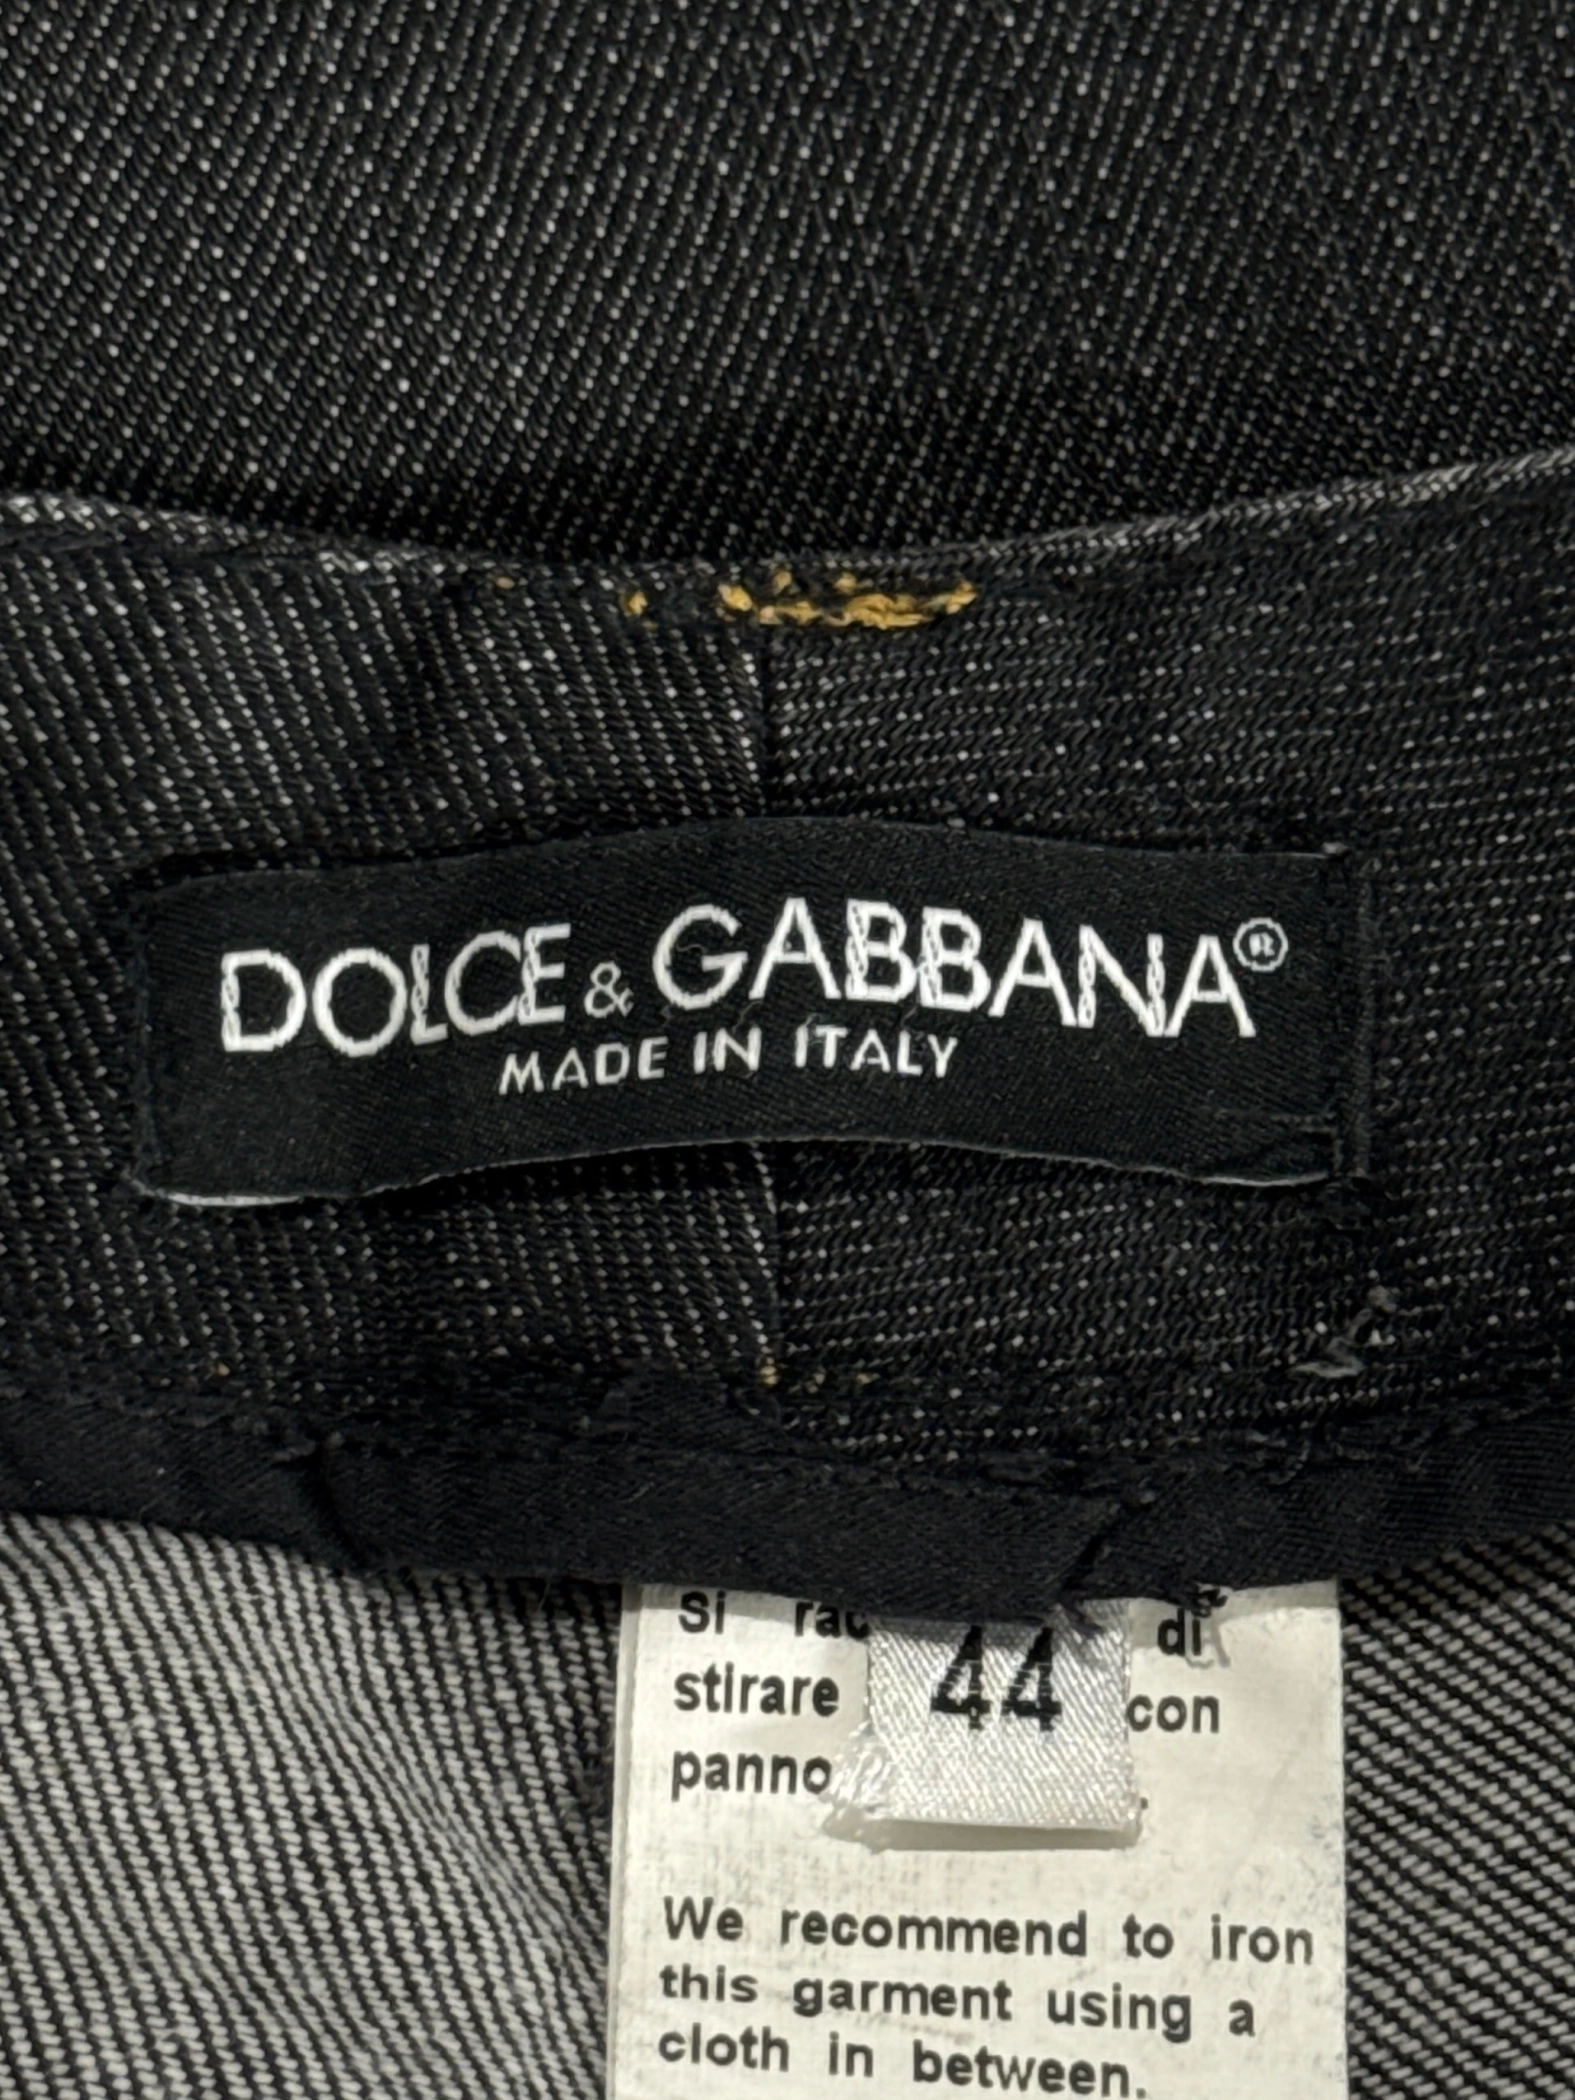 DOLCE & GABBANA®
MADE IN ITALY
44
Si di
stirare con
panno .
We recommend to iron
this garment using a
cloth in between.